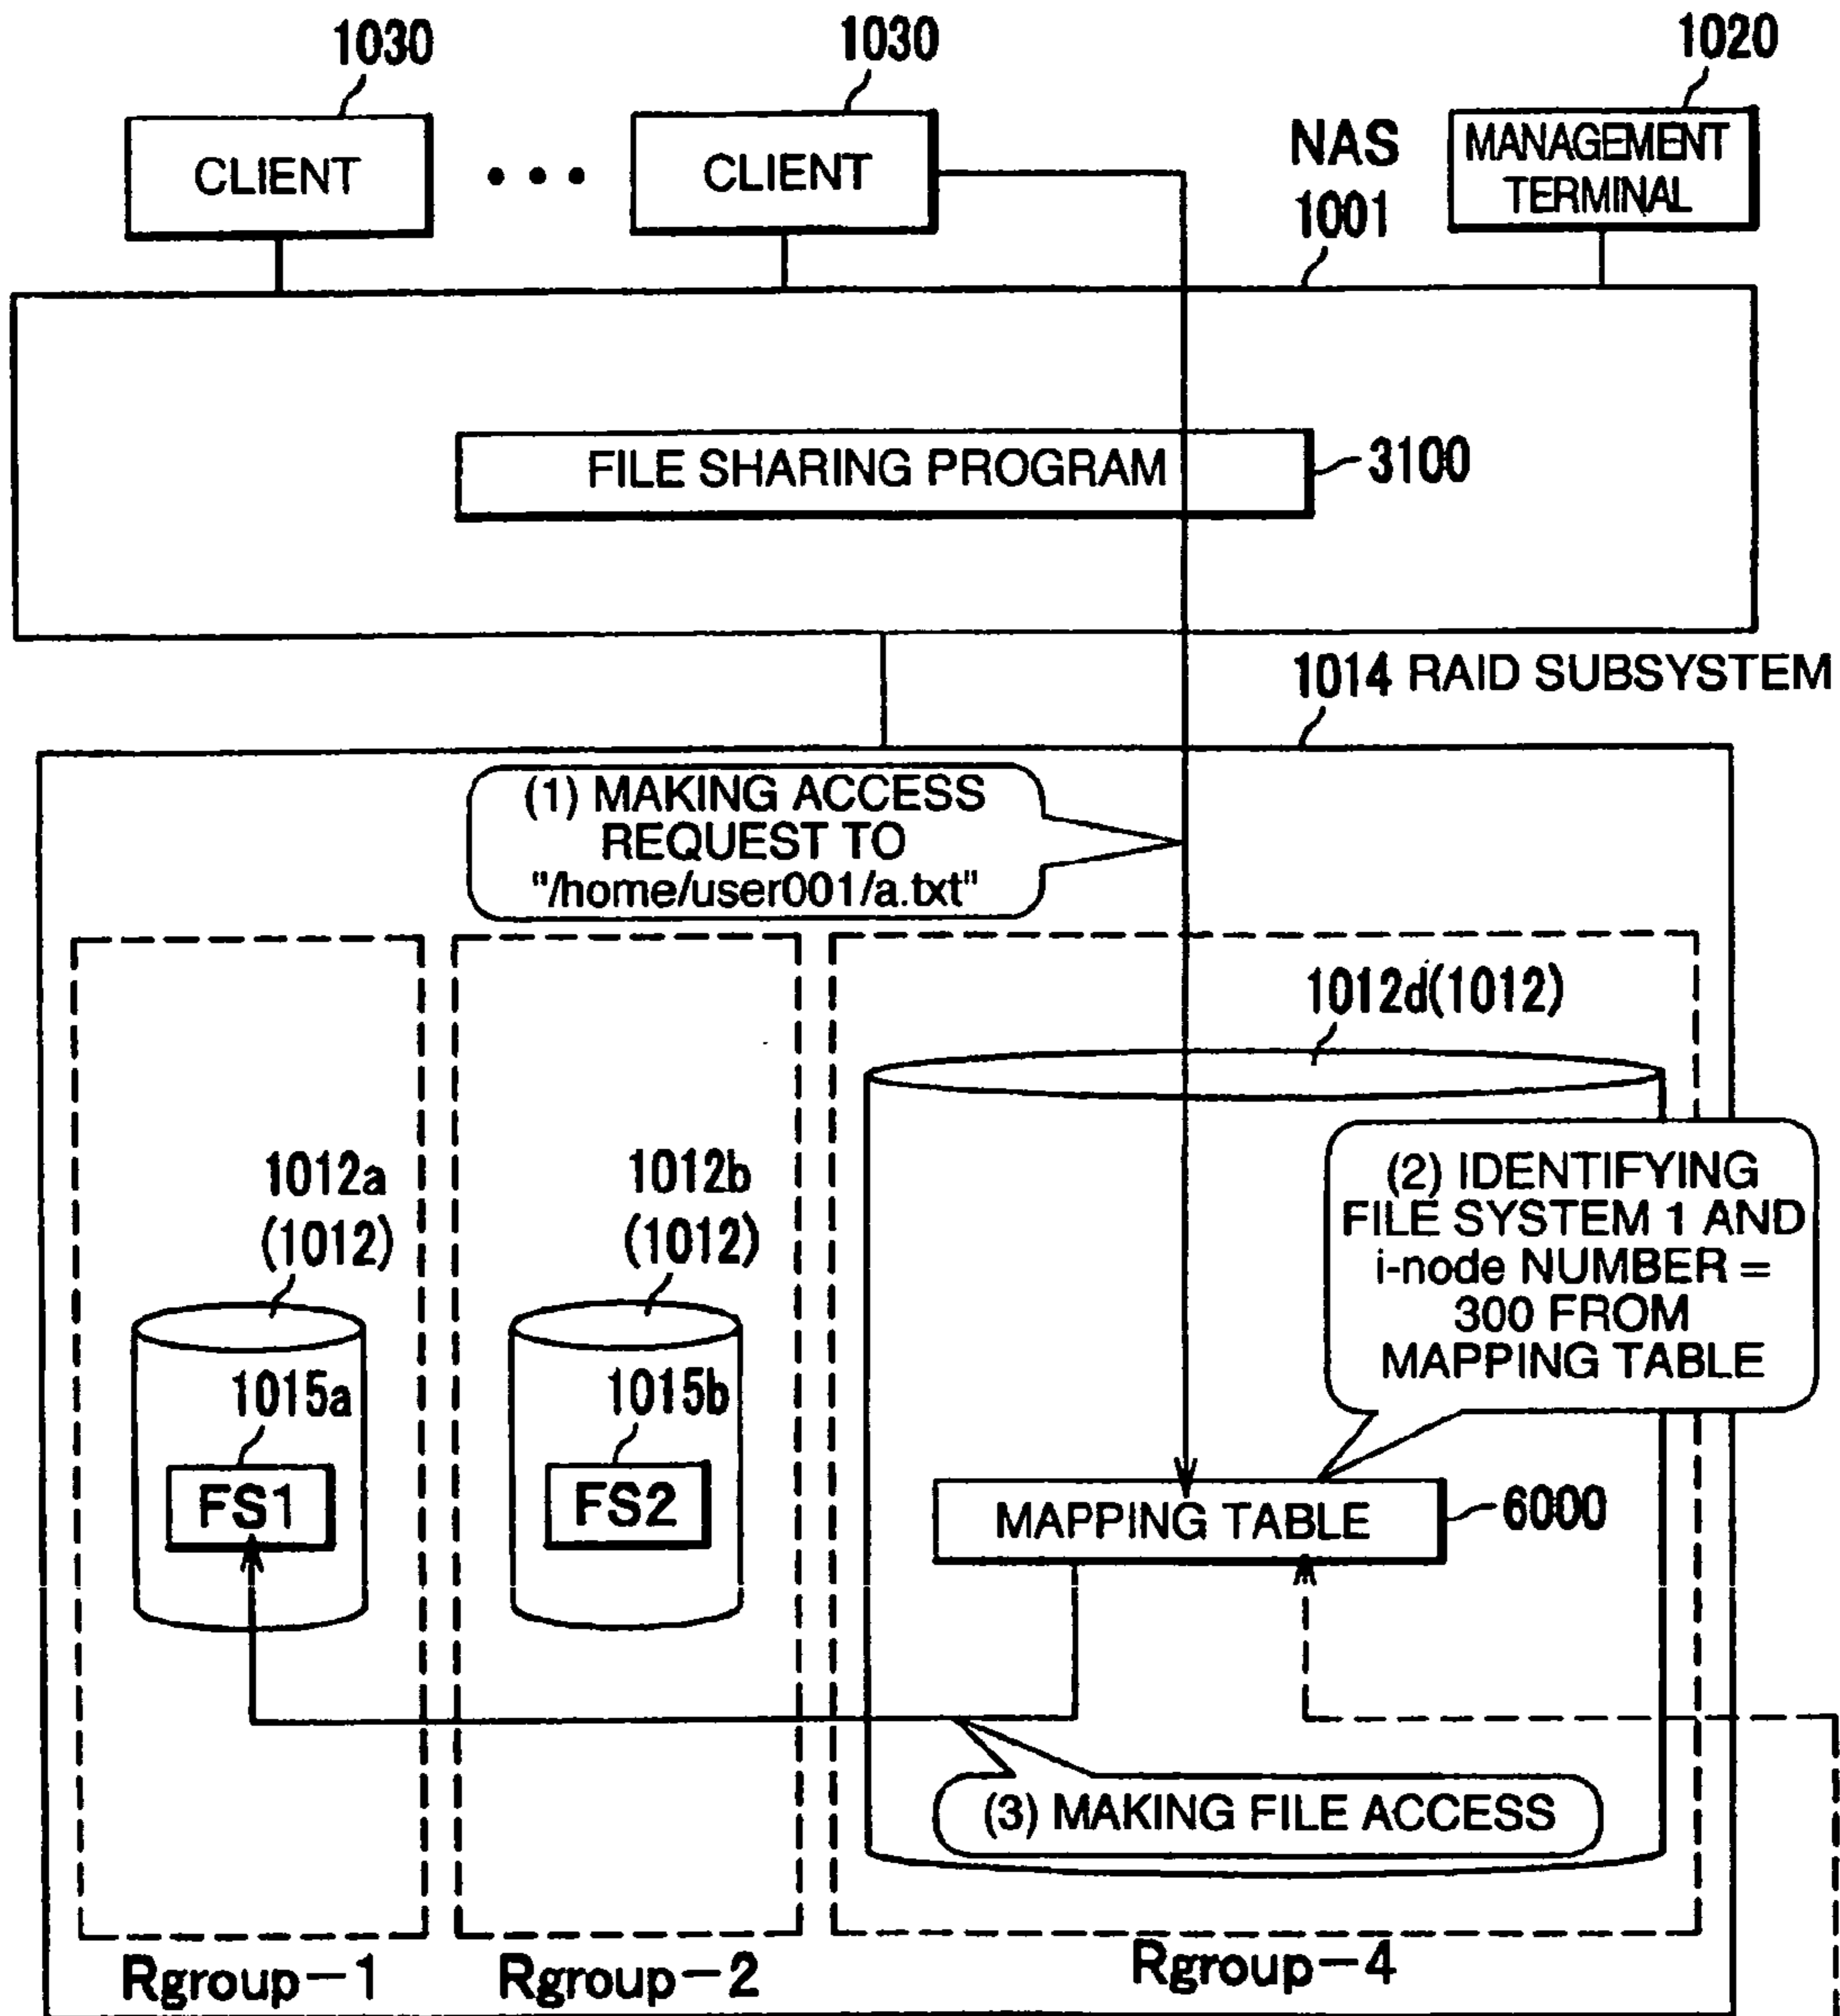 1030
1030
1020
CLIENT
• • •
CLIENT
NAS
1001
MANAGEMENT
TERMINAL
FILE SHARING PROGRAM
3100
1014 RAID SUBSYSTEM
(1) MAKING ACCESS
REQUEST TO
"/home/user001/a.txt"
1012d(1012)
1012a
(1012)
1012b
(1012)
(2) IDENTIFYING
FILE SYSTEM 1 AND
i-node NUMBER =
300 FROM
MAPPING TABLE
1015a
1015b
FS1
FS2
MAPPING TABLE
6000
(3) MAKING FILE ACCESS
Rgroup-1
Rgroup-2
Rgroup-4